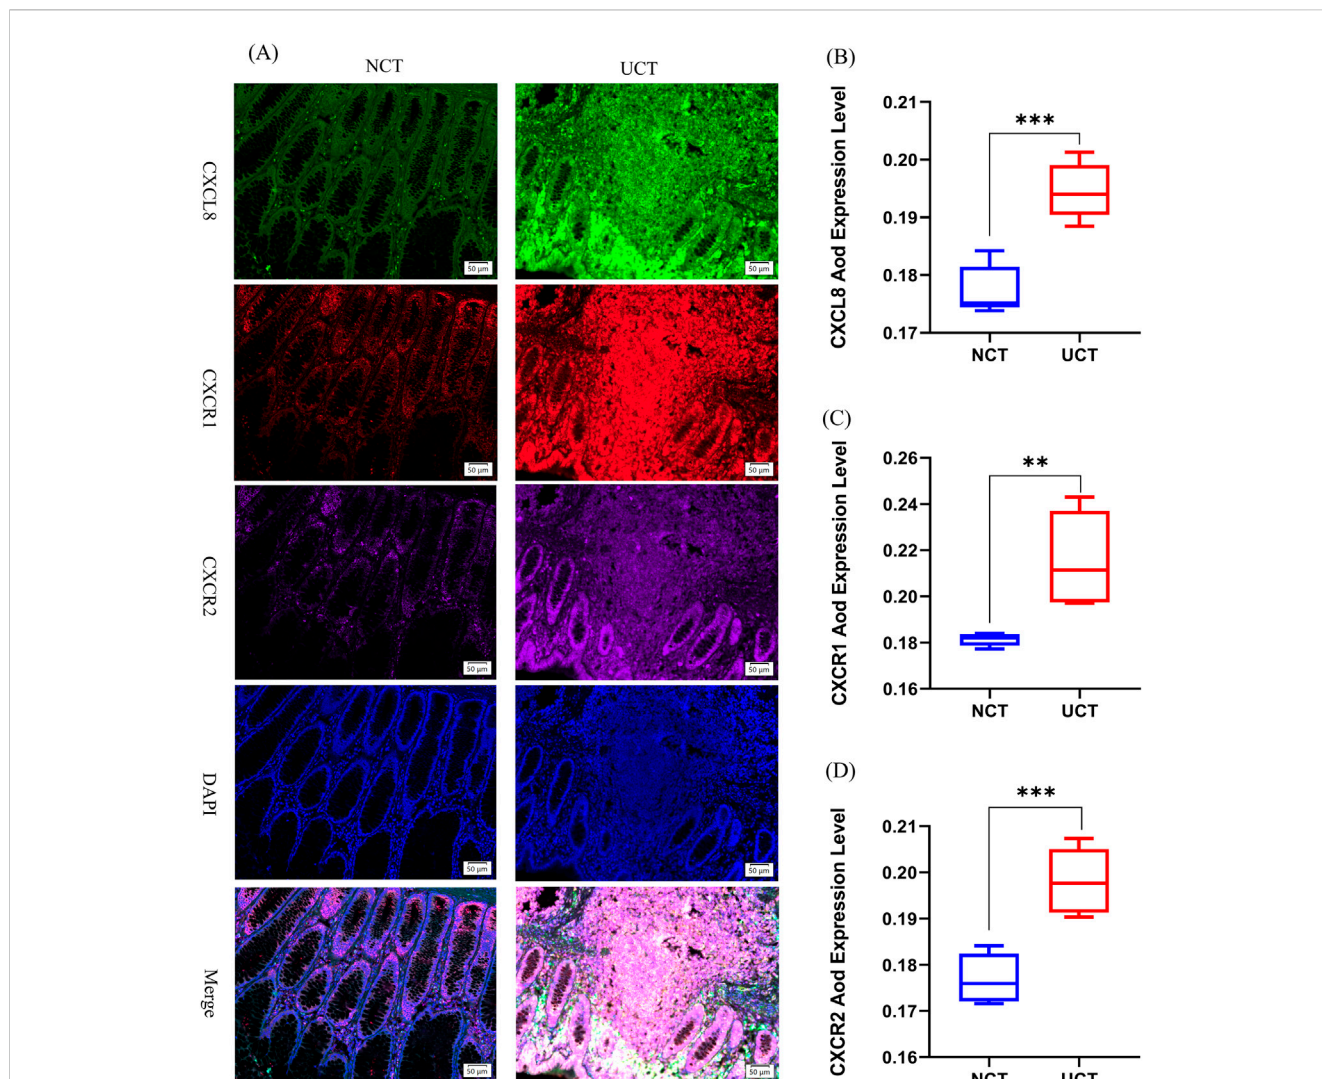 (A)
NCT
UCT
CXCL8
50 μm
50 μm
CXCR1
50 μm
50 μm
CXCR2
50 μm
50 μm
DAPI
50 μm
50 μm
Merge
50 μm
50 μm
(B)
CXCL8 Aod Expression Level
0.21
0.20
0.19
0.18
0.17
***
NCT
UCT
(C)
CXCR1 Aod Expression Level
0.26
0.24
0.22
0.20
0.18
0.16
**
NCT
UCT
(D)
CXCR2 Aod Expression Level
0.21
0.20
0.19
0.18
0.17
0.16
***
NCT
UCT